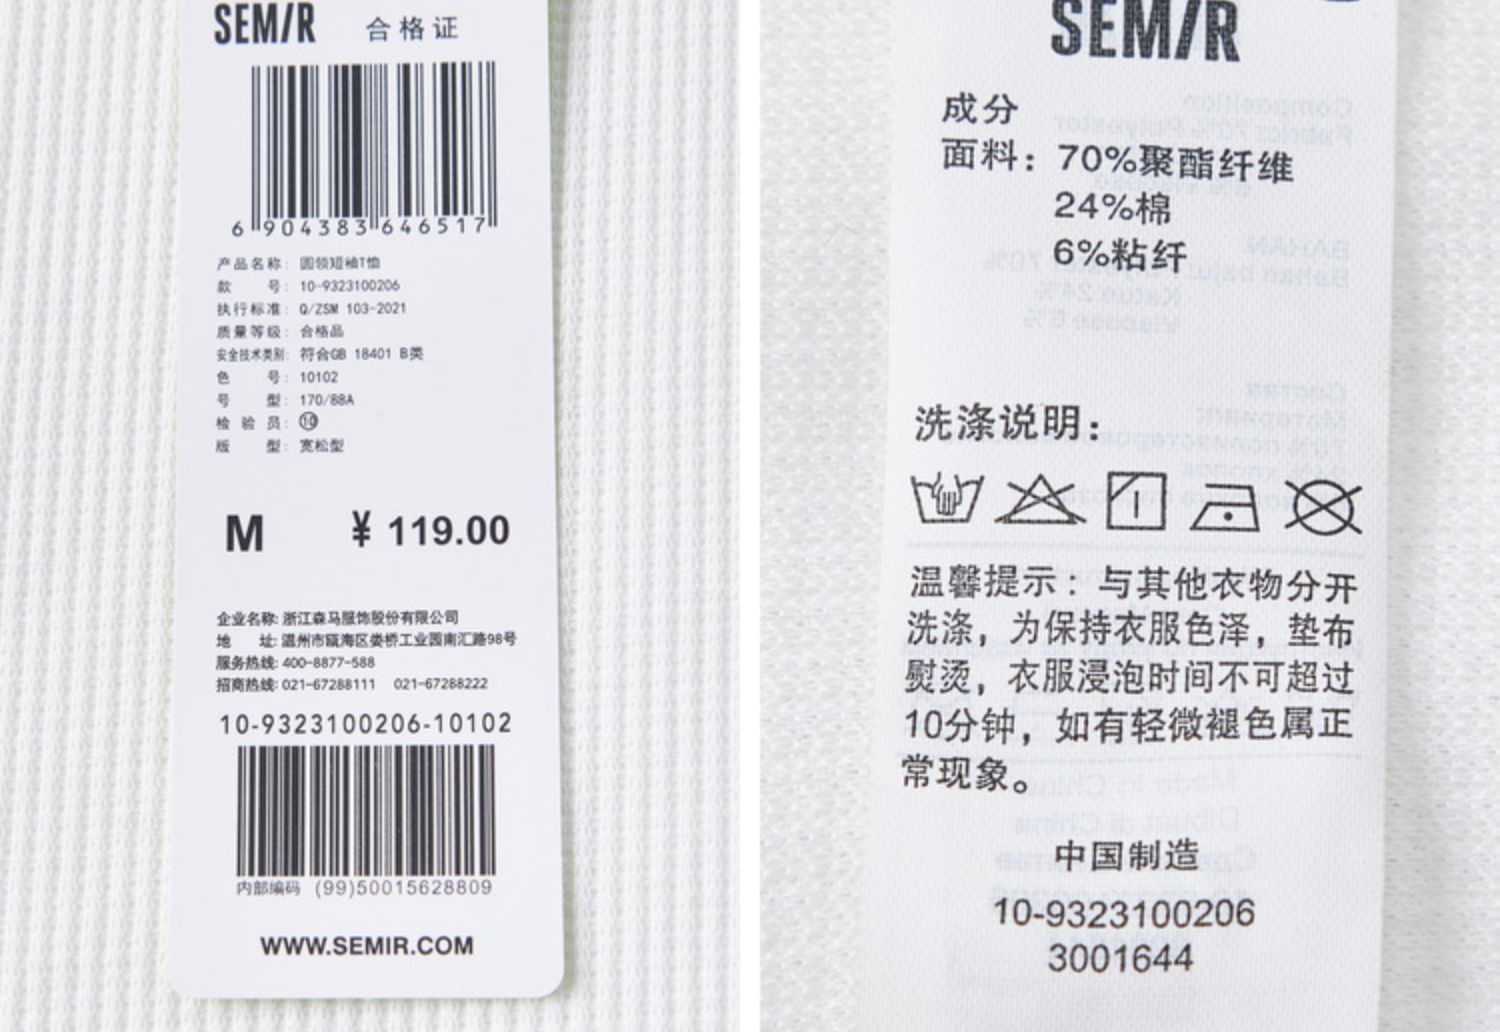 SEMIR 合格证
6 904383 646517
产品名称：圆领短袖T恤
款 号：10-9323100206
执行标准：Q/ZSM 103-2021
质量等级：合格品
安全技术类别：符合GB 18401 B类
色 号：10102
号 型：170/88A
检 验 员：⑩
版 型：宽松型
M ¥ 119.00
企业名称：浙江森马服饰股份有限公司
地 址：温州市瓯海区娄桥工业园南汇路98号
服务热线：400-8877-588
招商热线：021-67288111 021-67288222
10-9323100206-10102
内部编码 (99)50015628809
WWW.SEMIR.COM
SEMIR
成分
面料：70%聚酯纤维
24%棉
6%粘纤
洗涤说明：
温馨提示：与其他衣物分开
洗涤，为保持衣服色泽，垫布
熨烫，衣服浸泡时间不可超过
10分钟，如有轻微褪色属正
常现象。
中国制造
10-9323100206
3001644